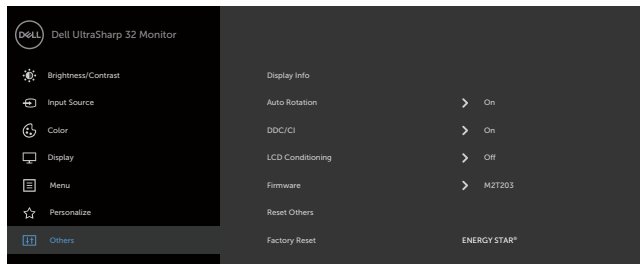 DELL Dell UltraSharp 32 Monitor
Brightness/Contrast Display Info
Input Source Auto Rotation On
Color DDC/CI On
Display LCD Conditioning Off
Menu Firmware M2T203
Personalize Reset Others
Others Factory Reset ENERGY STAR®